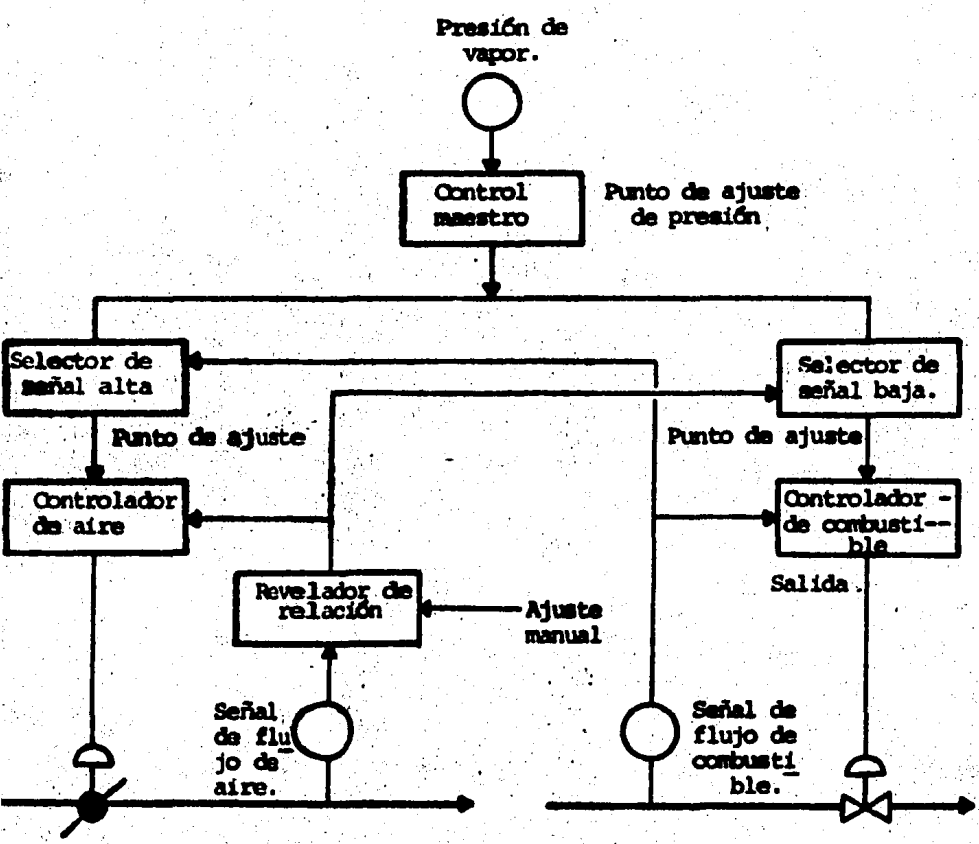 Presión de
vapor.
Control
maestro
Punto de ajuste
de presión
Selector de
señal alta
Selector de
señal baja.
Punto de ajuste
Punto de ajuste
Controlador
de aire
Controlador -
de combusti--
ble
Revelador de
relación
Salida.
Ajuste
manual
Señal
de flu
jo de
aire.
Señal de
flujo de
combusti
ble.